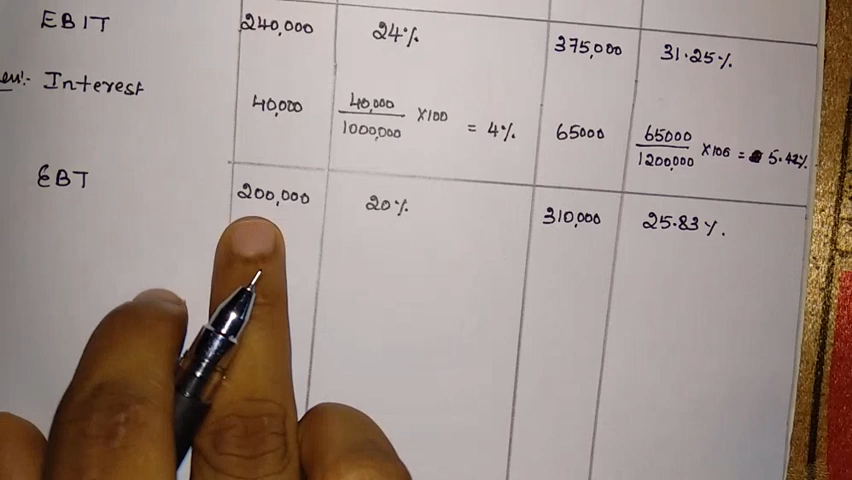 EBIT 240,000 24% 375,000 31.25%
Interest 40,000 40,000/1000,000 X100 = 4% 65000 65000/1200,000 X100 = 5.42%
EBT 200,000 20% 310,000 25.83%.